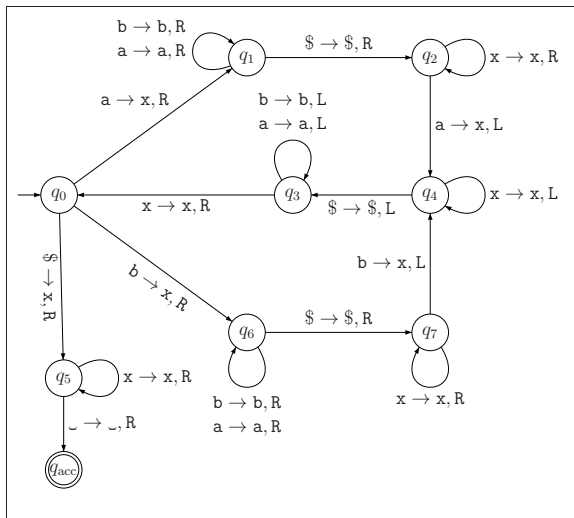 b → b, R
a → a, R
q₁
$ → $, R
q₂
x → x, R
a → x, R
b → b, L
a → a, L
a → x, L
q₀
x → x, R
q₃
$ → $, L
q₄
x → x, L
$ → x, R
b → x, R
b → x, L
q₆
$ → $, R
q₇
q₅
x → x, R
b → b, R
a → a, R
x → x, R
␣ → ␣, R
qacc